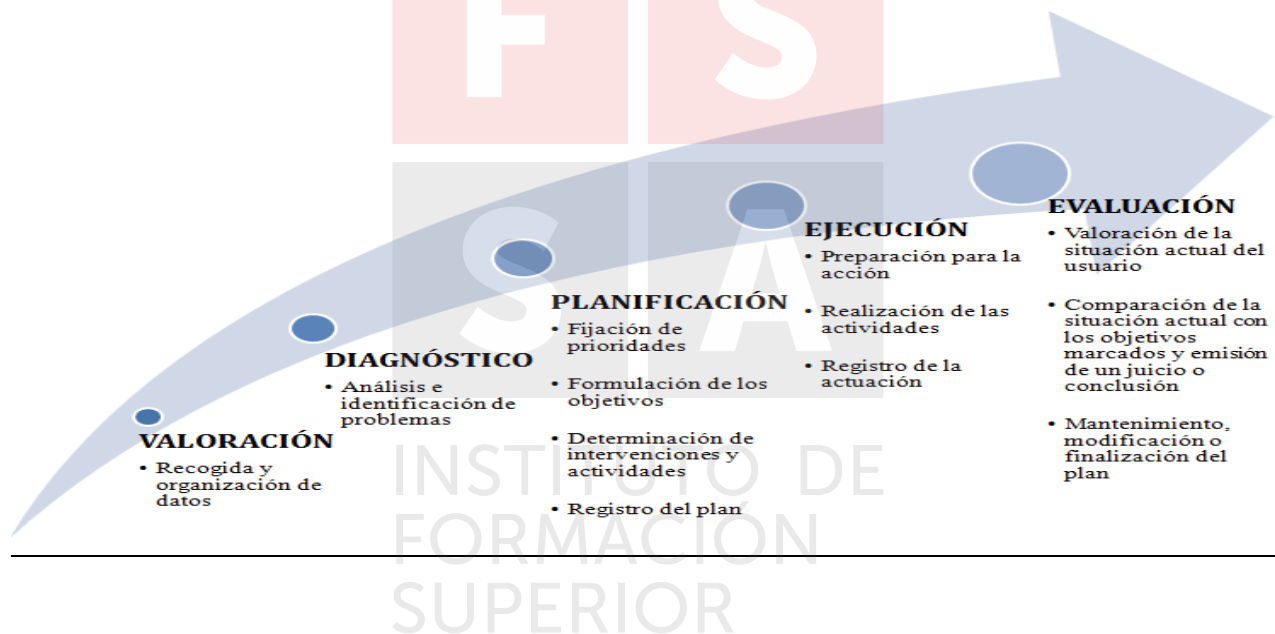 F S
S A
VALORACIÓN
• Recogida y
organización de
datos
DIAGNÓSTICO
• Análisis e
identificación de
problemas
PLANIFICACIÓN
• Fijación de
prioridades
• Formulación de los
objetivos
• Determinación de
intervenciones y
actividades
• Registro del plan
EJECUCIÓN
• Preparación para la
acción
• Realización de las
actividades
• Registro de la
actuación
EVALUACIÓN
• Valoración de la
situación actual del
usuario
• Comparación de la
situación actual con
los objetivos
marcados y emisión
de un juicio o
conclusión
• Mantenimiento,
modificación o
finalización del
plan
INSTITUTO DE
FORMACIÓN
SUPERIOR